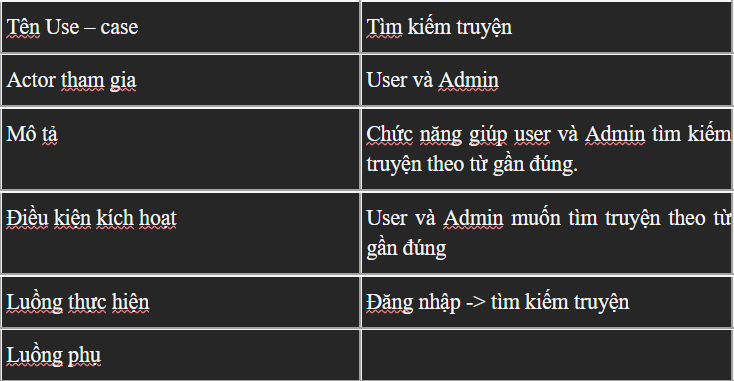 Tên Use – case
Tìm kiếm truyện
Actor tham gia
User và Admin
Mô tả
Chức năng giúp user và Admin tìm kiếm
truyện theo từ gần đúng.
Điều kiện kích hoạt
User và Admin muốn tìm truyện theo từ
gần đúng
Luồng thực hiện
Đăng nhập -> tìm kiếm truyện
Luồng phụ